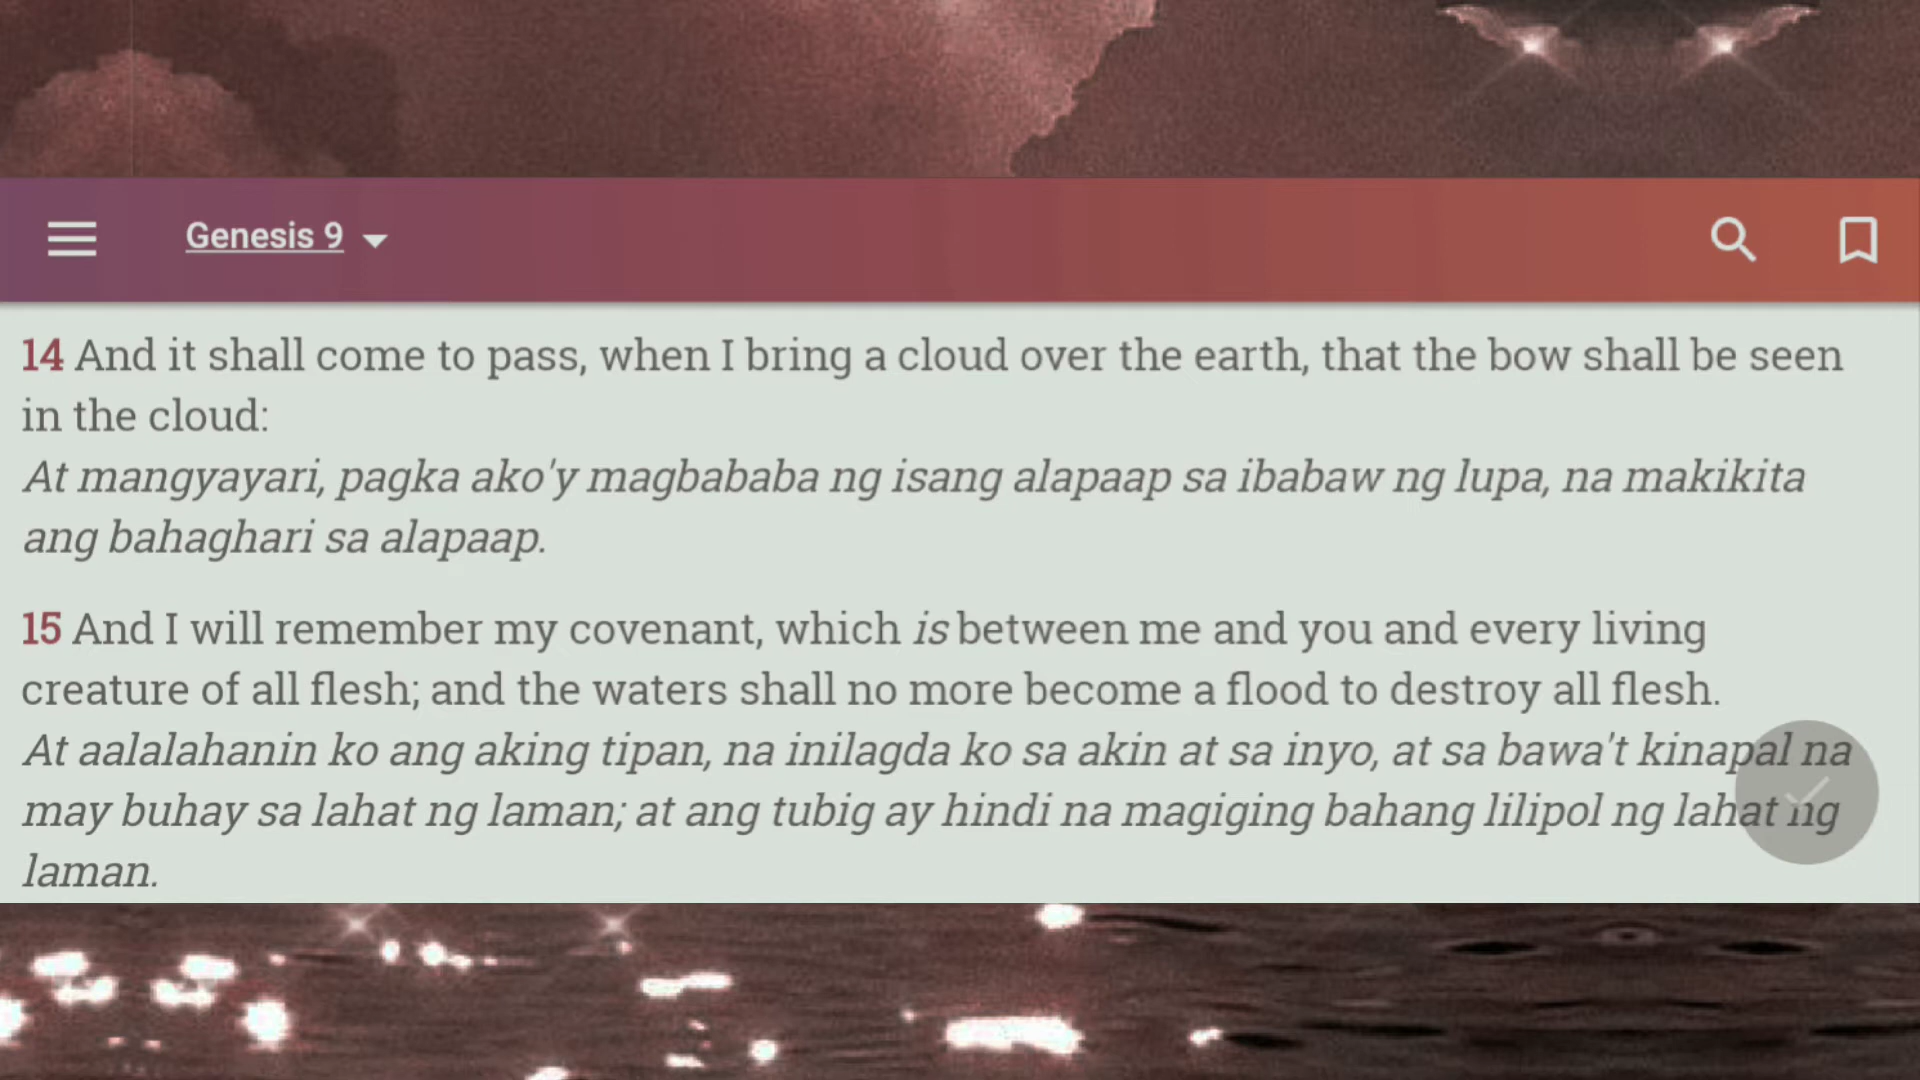 Genesis 9
14 And it shall come to pass, when I bring a cloud over the earth, that the bow shall be seen
in the cloud:
At mangyayari, pagka ako'y magbababa ng isang alapaap sa ibabaw ng lupa, na makikita
ang bahaghari sa alapaap.
15 And I will remember my covenant, which is between me and you and every living
creature of all flesh; and the waters shall no more become a flood to destroy all flesh.
At aalalahanin ko ang aking tipan, na inilagda ko sa akin at sa inyo, at sa bawa't kinapal na
may buhay sa lahat ng laman; at ang tubig ay hindi na magiging bahang lilipol ng lahat ng
laman.